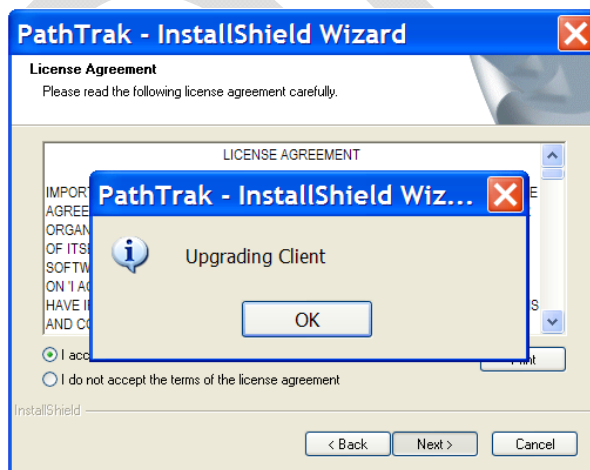 PathTrak - InstallShield Wizard
License Agreement
Please read the following license agreement carefully.
LICENSE AGREEMENT
PathTrak - InstallShield Wiz...
Upgrading Client
OK
I do not accept the terms of the license agreement
InstallShield
< Back Next > Cancel